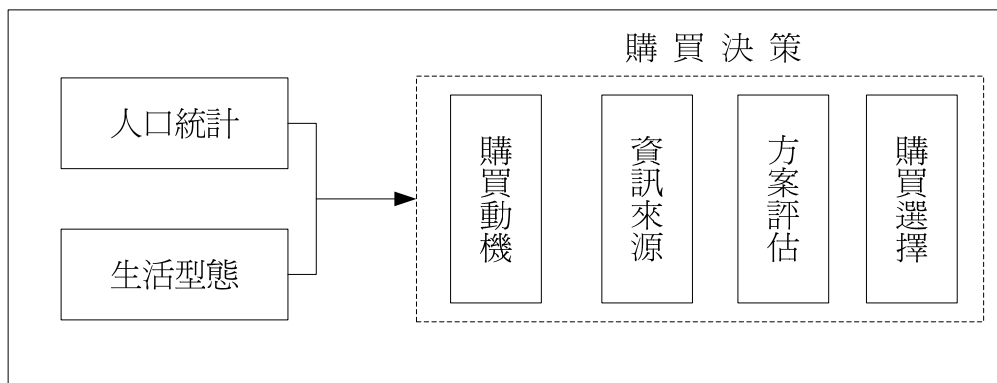 購買決策
人口統計
生活型態
購買動機
資訊來源
方案評估
購買選擇